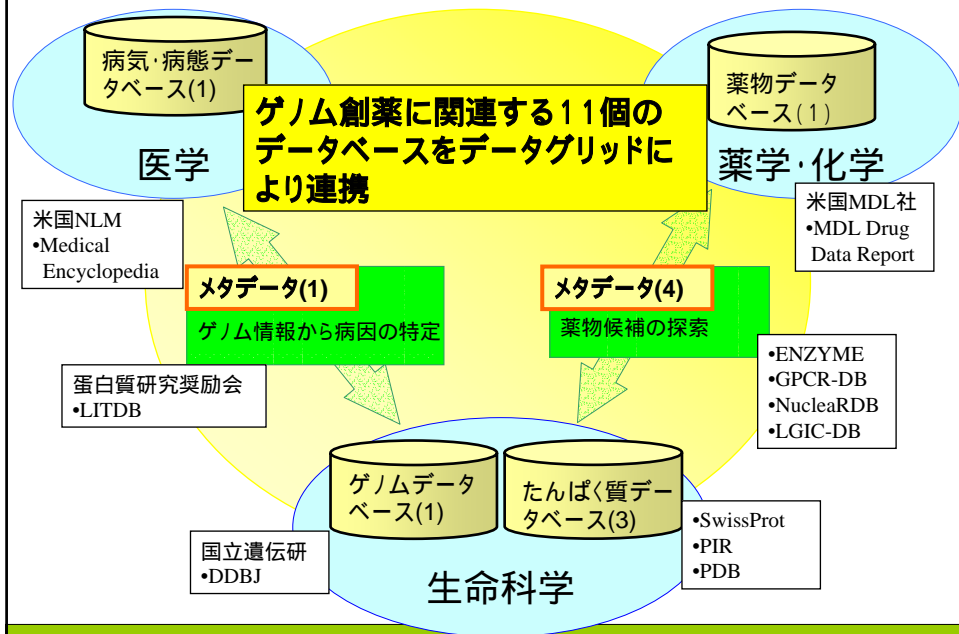 病気･病態デー
タベース(1)
医学
ゲノム創薬に関連する11個の
データベースをデータグリッドに
より連携
薬物データ
ベース(1)
薬学･化学
米国NLM
•Medical
Encyclopedia
米国MDL社
•MDL Drug
Data Report
メタデータ(1)
ゲノム情報から病因の特定
メタデータ(4)
薬物候補の探索
蛋白質研究奨励会
•LITDB
•ENZYME
•GPCR-DB
•NucleaRDB
•LGIC-DB
ゲノムデータ
ベース(1)
たんぱく質デー
タベース(3)
国立遺伝研
•DDBJ
•SwissProt
•PIR
•PDB
生命科学